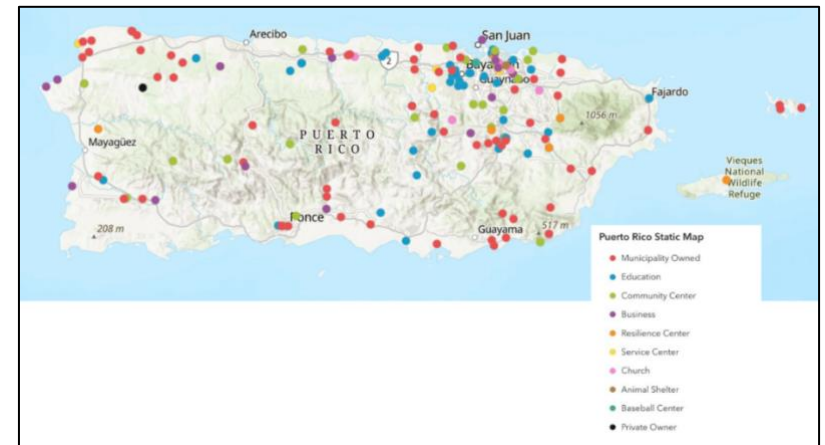 Arecibo
San Juan
2
Bayamón
Guaynabo
Fajardo
1056 m
PUERTO
RICO
Mayagüez
Vieques
National
Wildlife
Refuge
208 m
Ponce
Guayama
517 m
Puerto Rico Static Map
Municipality Owned
Education
Community Center
Business
Resilience Center
Service Center
Church
Animal Shelter
Baseball Center
Private Owner